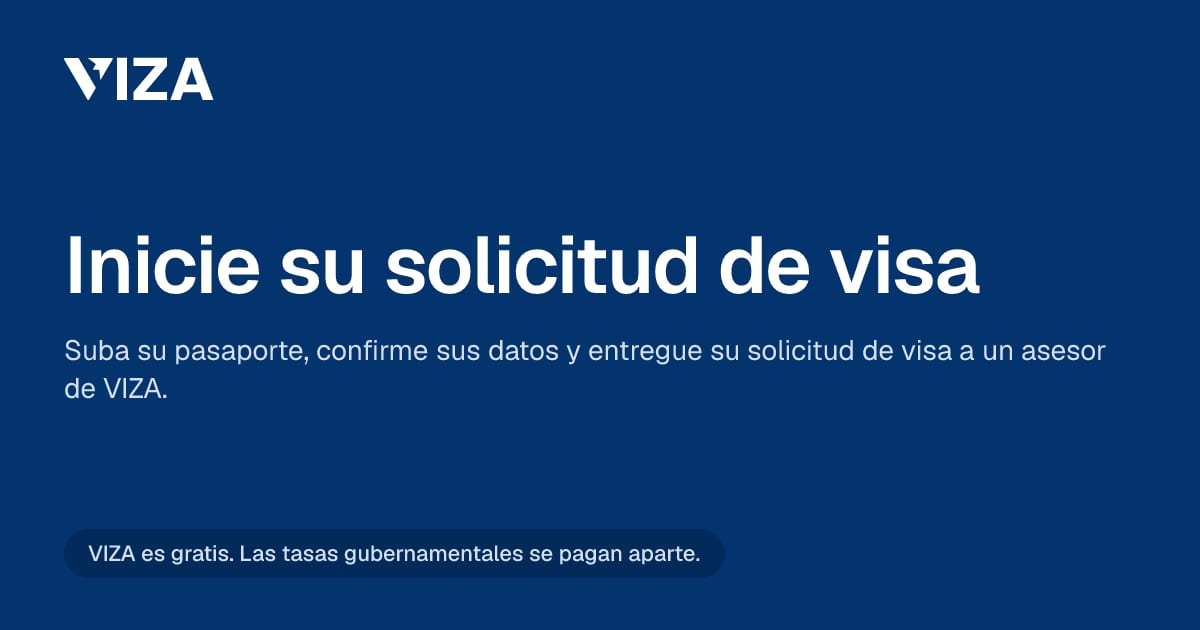 VIZA
Inicie su solicitud de visa
Suba su pasaporte, confirme sus datos y entregue su solicitud de visa a un asesor
de VIZA.
VIZA es gratis. Las tasas gubernamentales se pagan aparte.